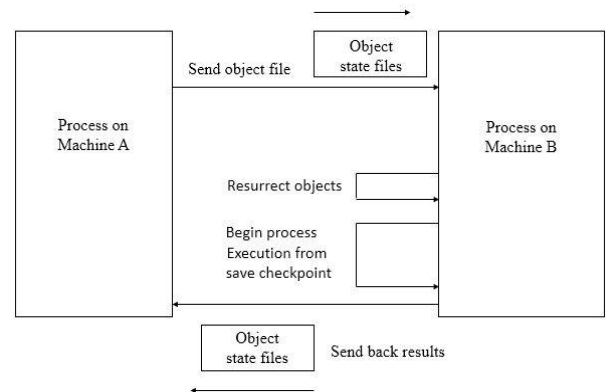 Object
state files
Send object file
Process on
Machine A
Process on
Machine B
Resurrect objects
Begin process
Execution from
save checkpoint
Object
state files
Send back results